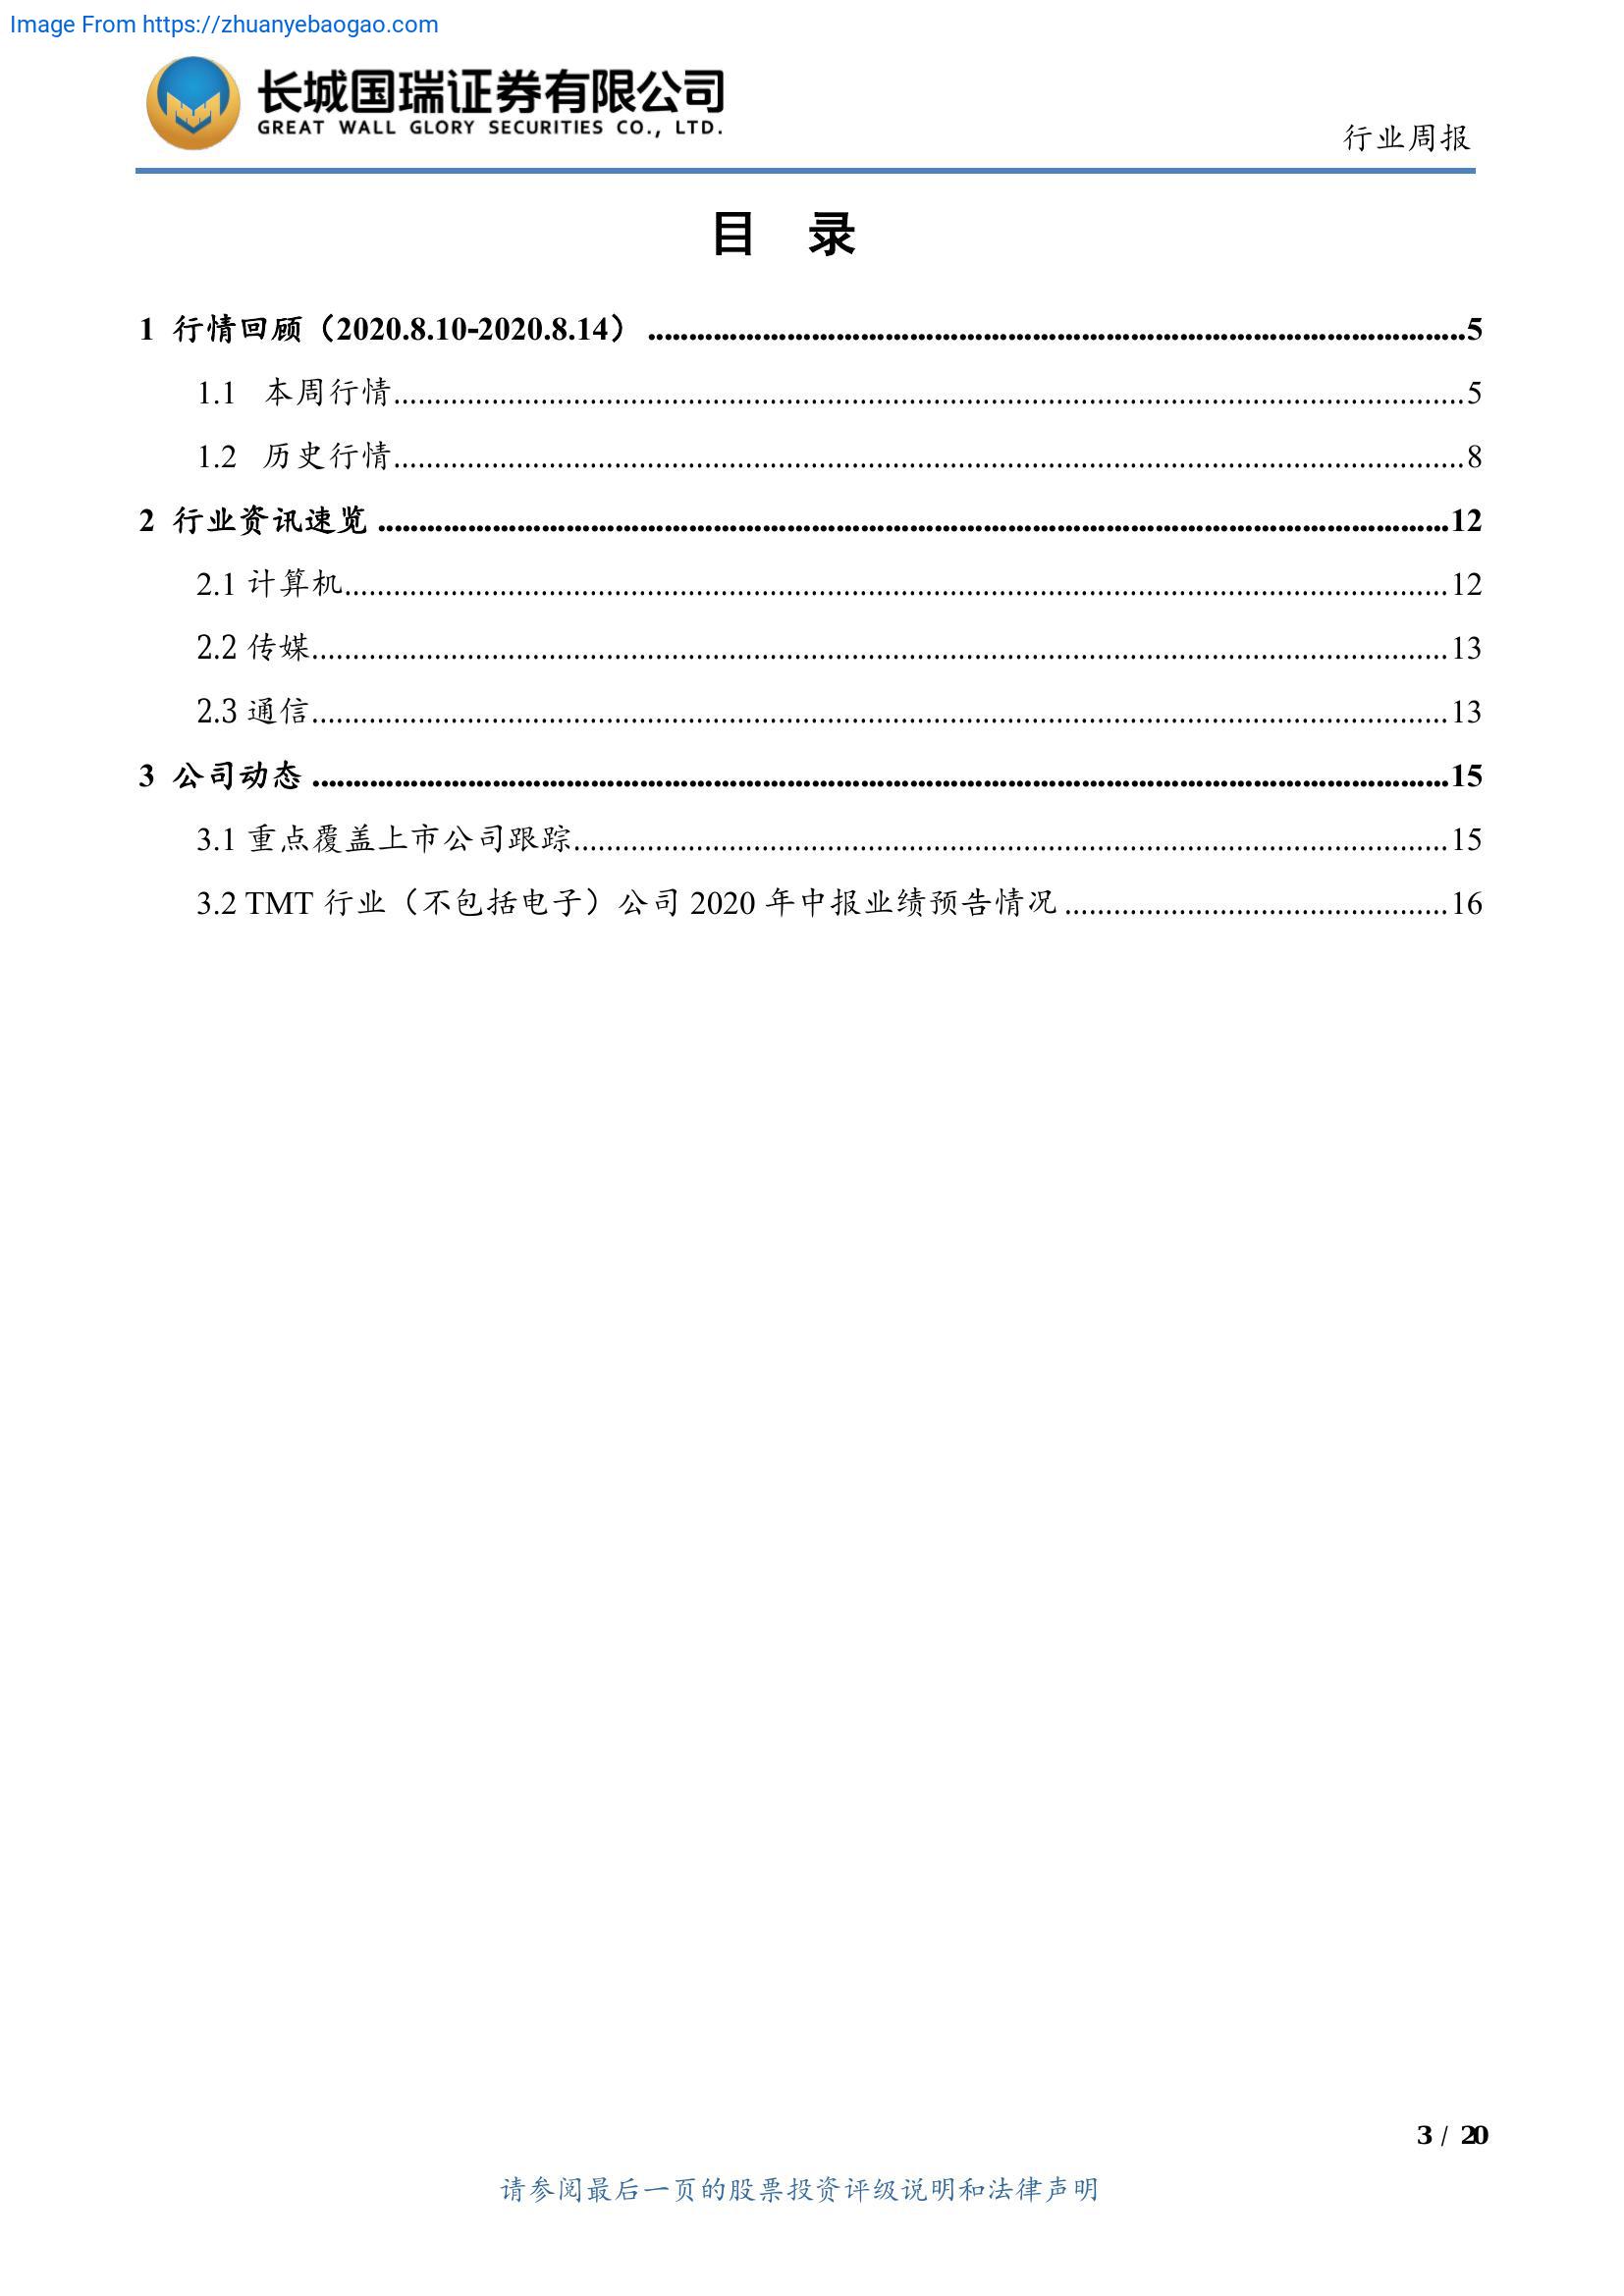 Image From https://zhuanyebaogao.com
长城国瑞证券有限公司
GREAT WALL GLORY SECURITIES CO., LTD.
行业周报
目 录
1 行情回顾（2020.8.10-2020.8.14）....................5
1.1 本周行情....................5
1.2 历史行情....................8
2 行业资讯速览....................12
2.1 计算机....................12
2.2 传媒....................13
2.3 通信....................13
3 公司动态....................15
3.1 重点覆盖上市公司跟踪....................15
3.2 TMT 行业（不包括电子）公司 2020 年中报业绩预告情况....................16
3 / 20
请参阅最后一页的股票投资评级说明和法律声明